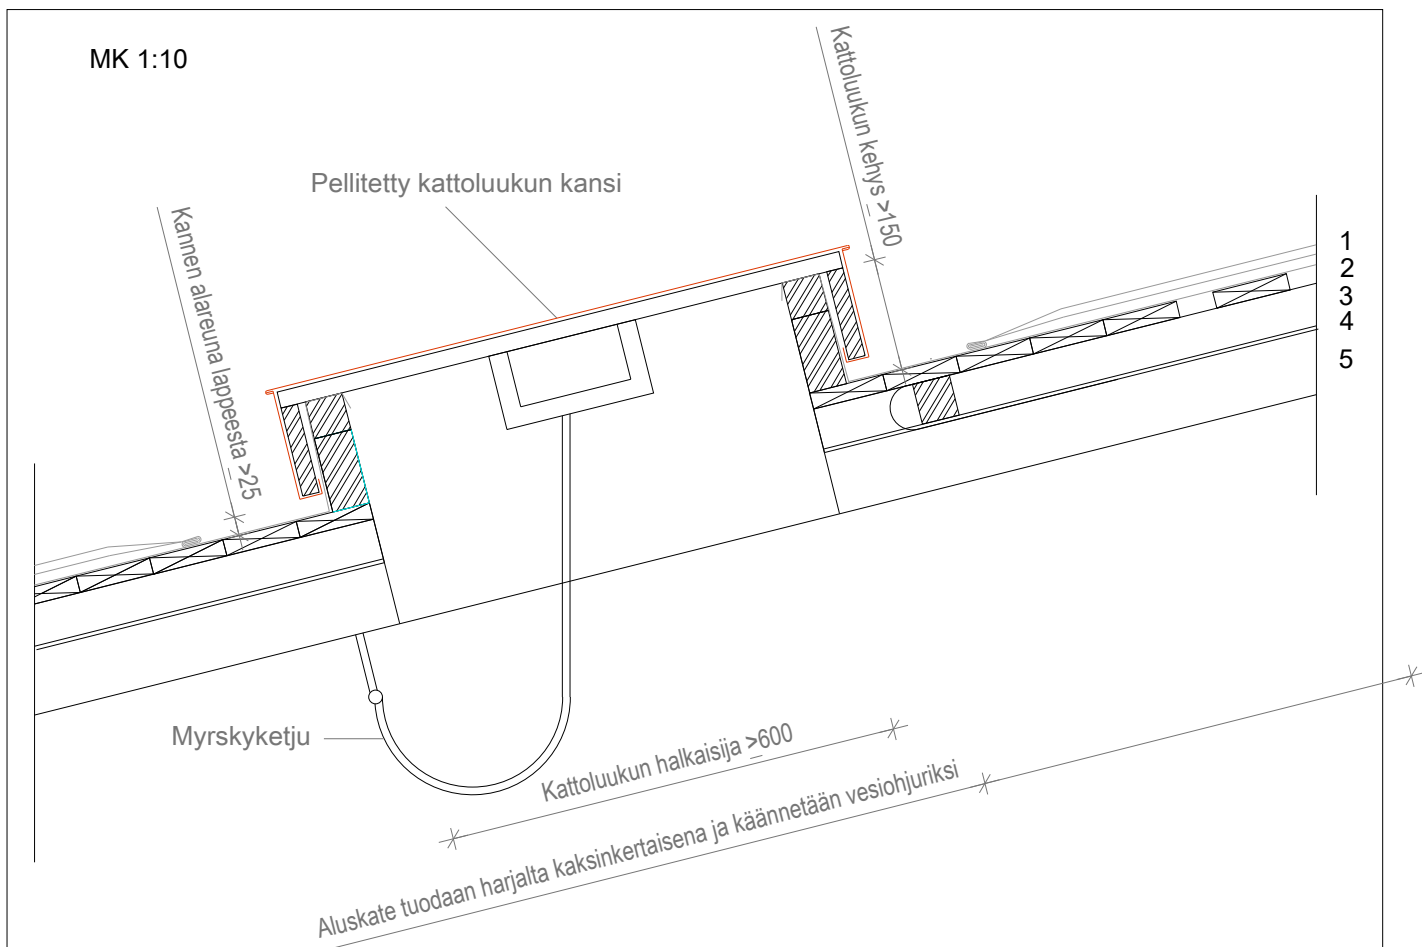 MK 1:10
Kattoluukun kehys ≥150
Pellitetty kattoluukun kansi
Kannen alareuna lappeesta ≥25
1
2
3
4
5
Myrskyketju
Kattoluukun halkaisija ≥600
Aluskate tuodaan harjalta kaksinkertaisena ja käännetään vesiohjuriksi